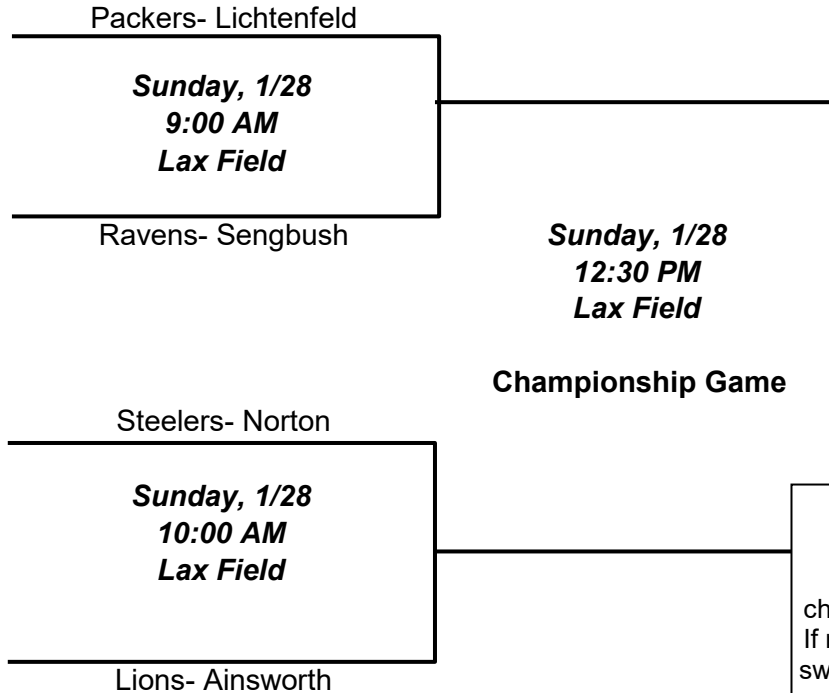 Packers- Lichtenfeld
Sunday, 1/28
9:00 AM
Lax Field
Ravens- Sengbush
Sunday, 1/28
12:30 PM
Lax Field
Championship Game
Steelers- Norton
Sunday, 1/28
10:00 AM
Lax Field
Lions- Ainsworth
If